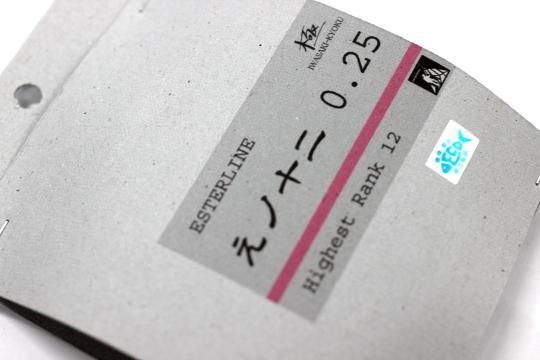 極
IWASAKI-KYOKU
ESTERLINE
えノ十二 0.25
Highest Rank 12